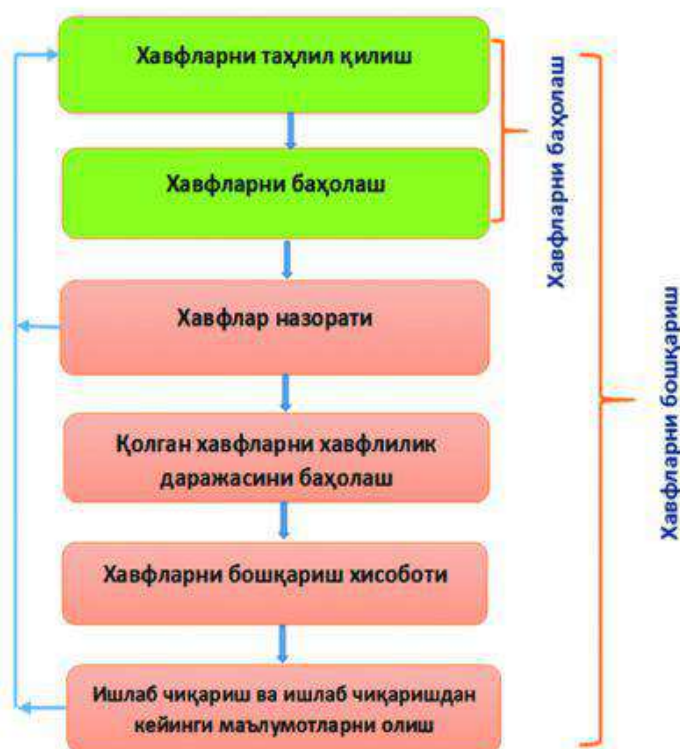 Хавфларни таҳлил қилиш
Хавфларни баҳолаш
Хавфлар назорати
Қолган хавфларни хавфлилик
даражасини баҳолаш
Хавфларни бошқариш хисоботи
Ишлаб чиқариш ва ишлаб чиқаришдан
кейинги маълумотларни олиш
Хавфларни баҳолаш
Хавфларни бошқариш